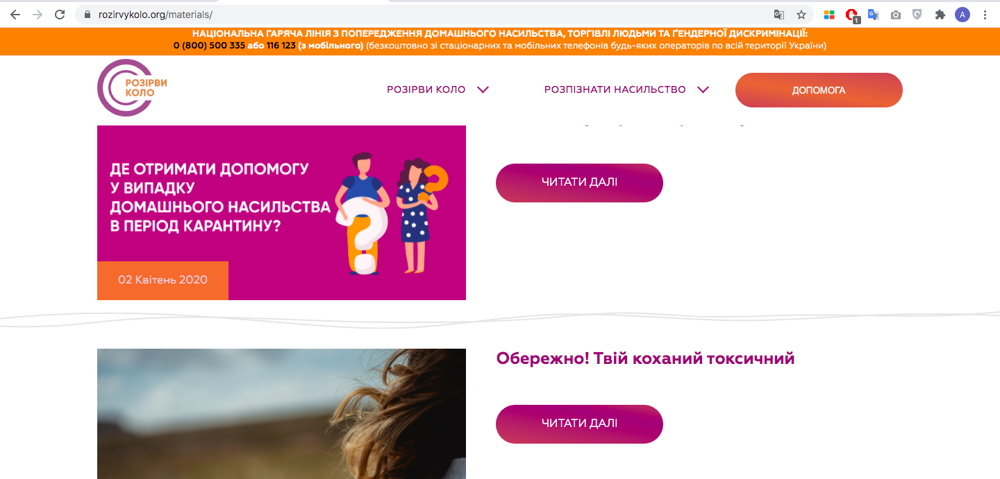 rozirvykolo.org/materials/
1
A
НАЦІОНАЛЬНА ГАРЯЧА ЛІНІЯ З ПОПЕРЕДЖЕННЯ ДОМАШНЬОГО НАСИЛЬСТВА, ТОРГІВЛІ ЛЮДЬМИ ТА ҐЕНДЕРНОЇ ДИСКРИМІНАЦІЇ:
0 (800) 500 335 або 116 123 (з мобільного) (безкоштовно зі стаціонарних та мобільних телефонів будь-яких операторів по всій території України)
РОЗІРВИ
КОЛО
РОЗІРВИ КОЛО
РОЗПІЗНАТИ НАСИЛЬСТВО
ДОПОМОГА
ДЕ ОТРИМАТИ ДОПОМОГУ
У ВИПАДКУ
ДОМАШНЬОГО НАСИЛЬСТВА
В ПЕРІОД КАРАНТИНУ?
02 Квітень 2020
ЧИТАТИ ДАЛІ
Обережно! Твій коханий токсичний
ЧИТАТИ ДАЛІ